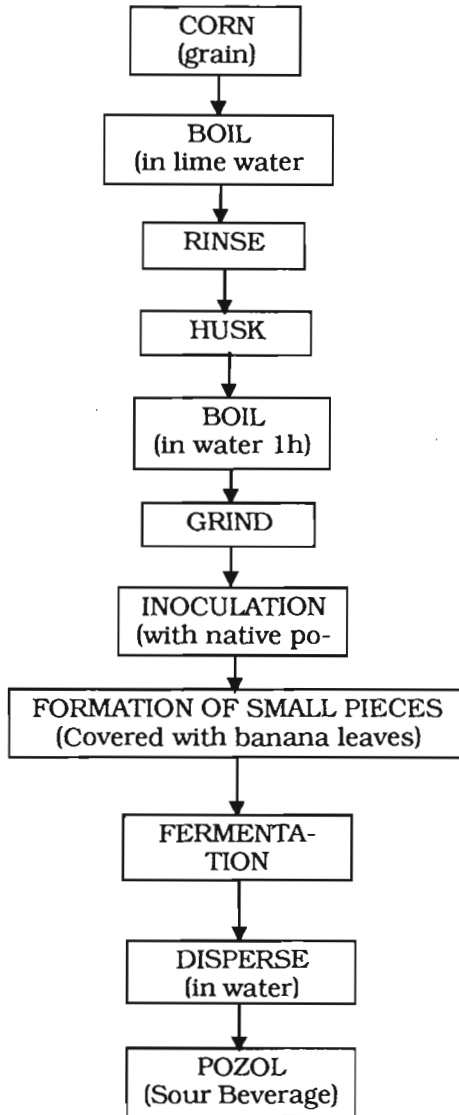 CORN
(grain)
BOIL
(in lime water
RINSE
HUSK
BOIL
(in water 1h)
GRIND
INOCULATION
(with native po-
FORMATION OF SMALL PIECES
(Covered with banana leaves)
FERMENTA-
TION
DISPERSE
(in water)
POZOL
(Sour Beverage)